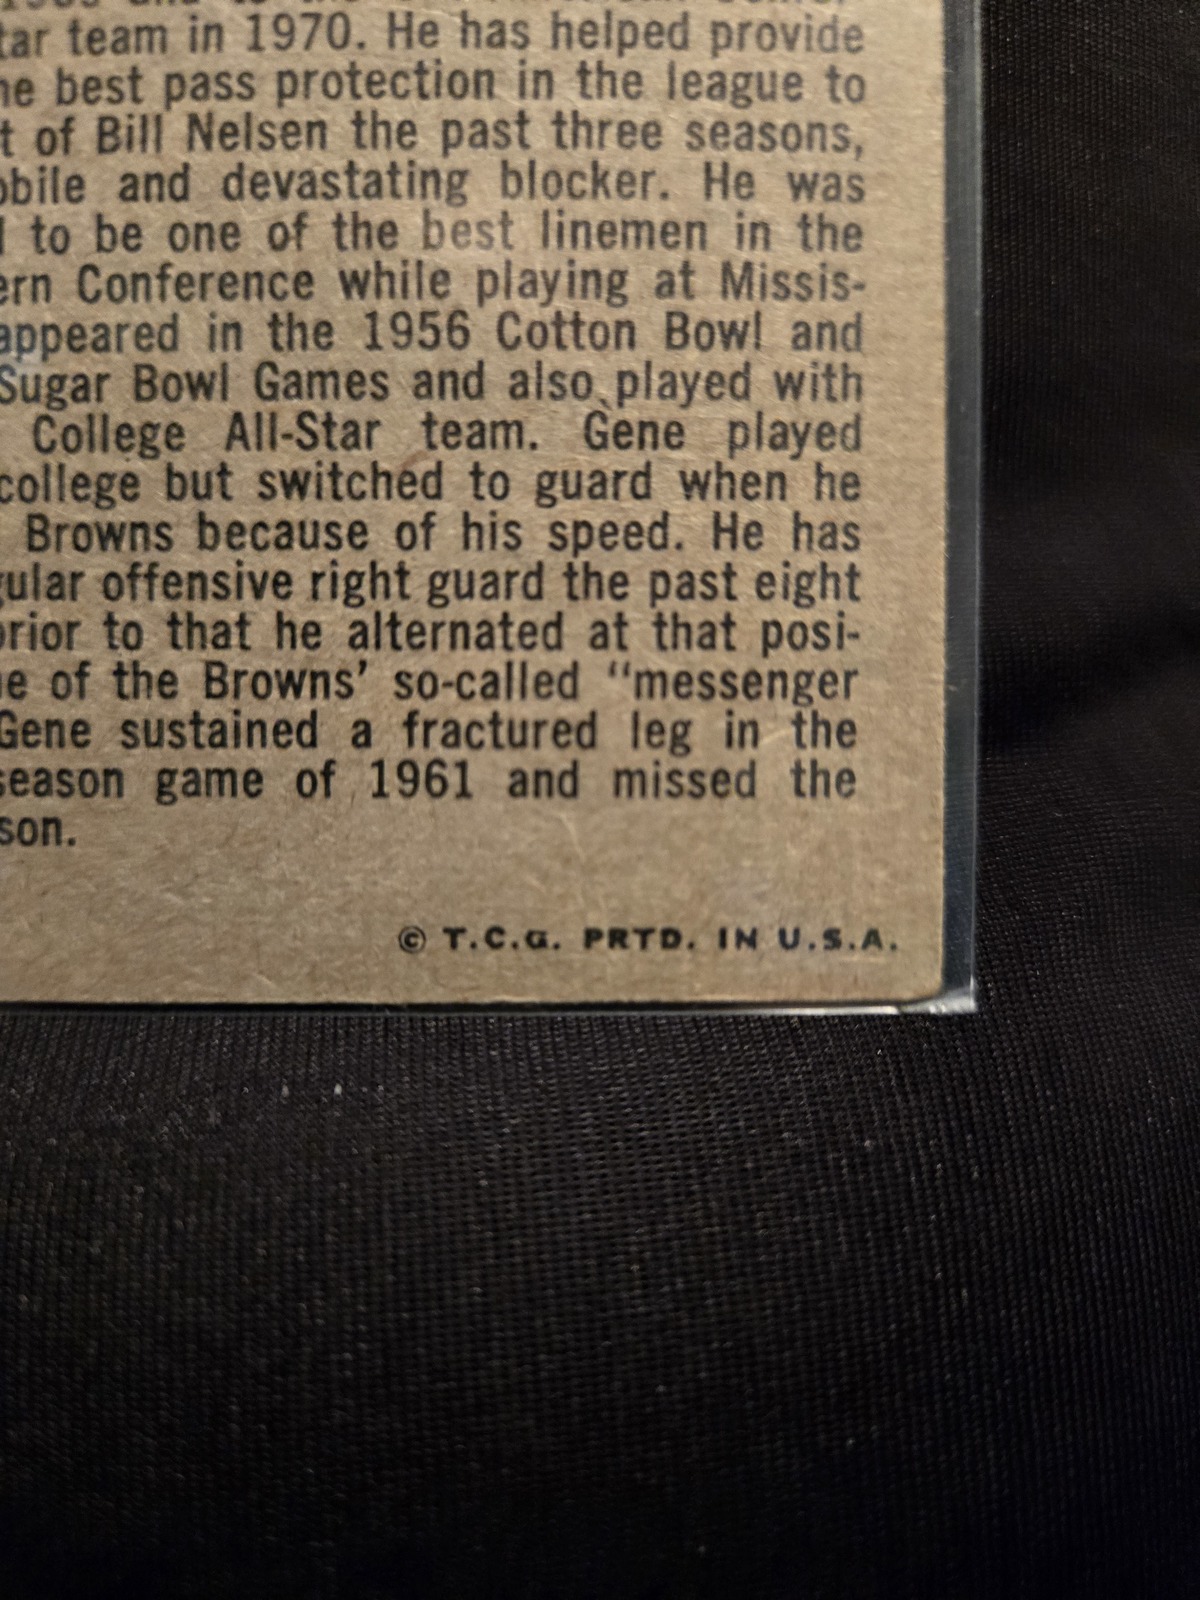 tar team in 1970. He has helped provide
he best pass protection in the league to
t of Bill Nelsen the past three seasons,
obile and devastating blocker. He was
to be one of the best linemen in the
ern Conference while playing at Missis-
appeared in the 1956 Cotton Bowl and
Sugar Bowl Games and also played with
College All-Star team. Gene played
college but switched to guard when he
Browns because of his speed. He has
gular offensive right guard the past eight
prior to that he alternated at that posi-
ne of the Browns' so-called "messenger
Gene sustained a fractured leg in the
season game of 1961 and missed the
son.
© T.C.G. PRTD. IN U.S.A.